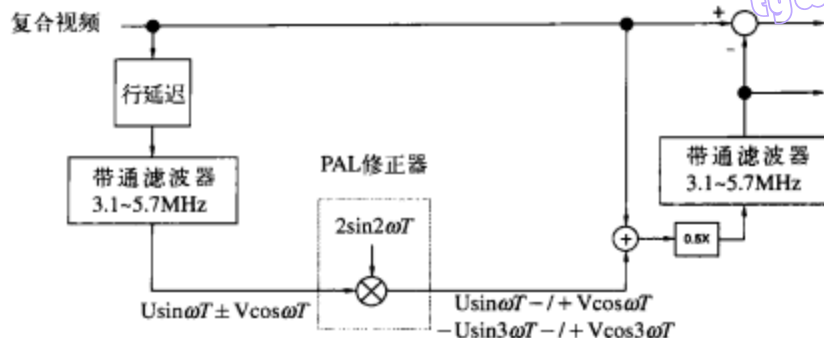 复合视频
+
−
行延迟
带通滤波器
3.1~5.7MHz
PAL修正器
带通滤波器
3.1~5.7MHz
2sin2ωT
+
0.5X
UsinωT ± VcosωT
UsinωT −/+ VcosωT
−Usin3ωT −/+ Vcos3ωT